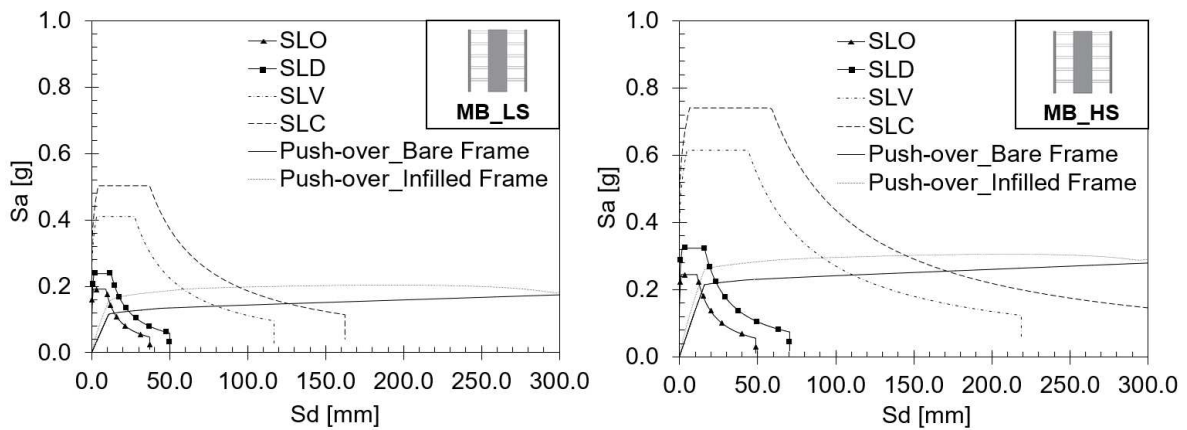 1.0
0.8
0.6
0.4
0.2
0.0
Sa [g]
SLO
SLD
SLV
SLC
Push-over_Bare Frame
Push-over_Infilled Frame
MB_LS
0.0 50.0 100.0 150.0 200.0 250.0 300.0
Sd [mm]
1.0
0.8
0.6
0.4
0.2
0.0
Sa [g]
SLO
SLD
SLV
SLC
Push-over_Bare Frame
Push-over_Infilled Frame
MB_HS
0.0 50.0 100.0 150.0 200.0 250.0 300.0
Sd [mm]